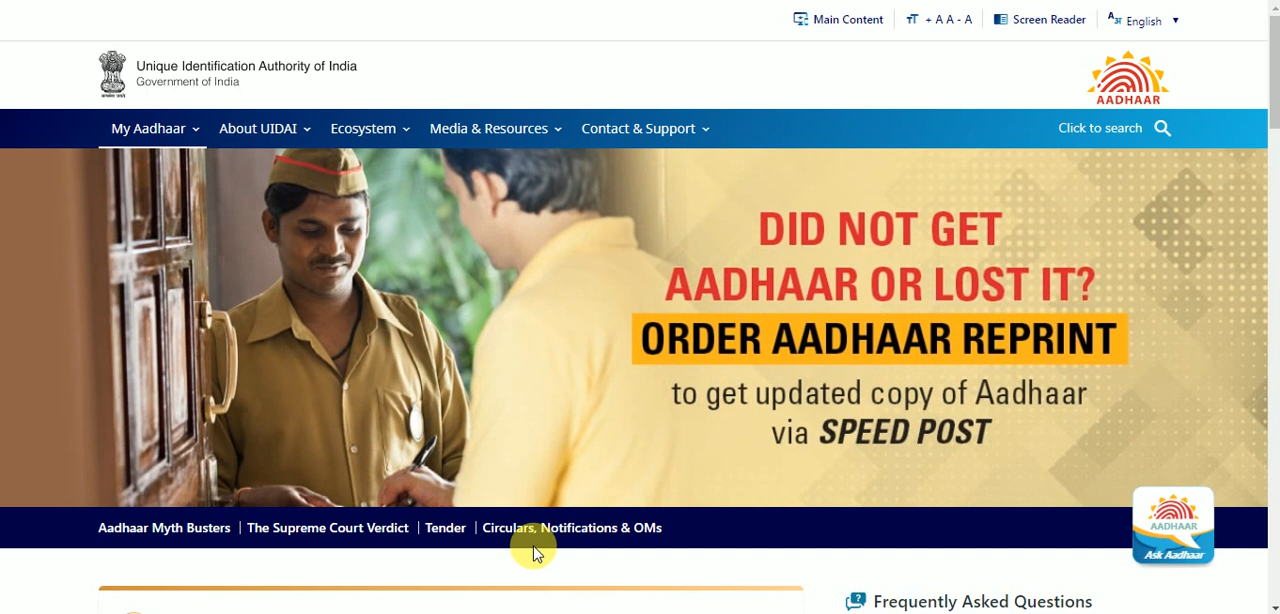 Main Content
+ A A - A
Screen Reader
English
Unique Identification Authority of India
Government of India
AADHAAR
My Aadhaar
About UIDAI
Ecosystem
Media & Resources
Contact & Support
Click to search
DID NOT GET
AADHAAR OR LOST IT?
ORDER AADHAAR REPRINT
to get updated copy of Aadhaar
via SPEED POST
Aadhaar Myth Busters
The Supreme Court Verdict
Tender
Circulars, Notifications & OMs
AADHAAR
Ask Aadhaar
Frequently Asked Questions